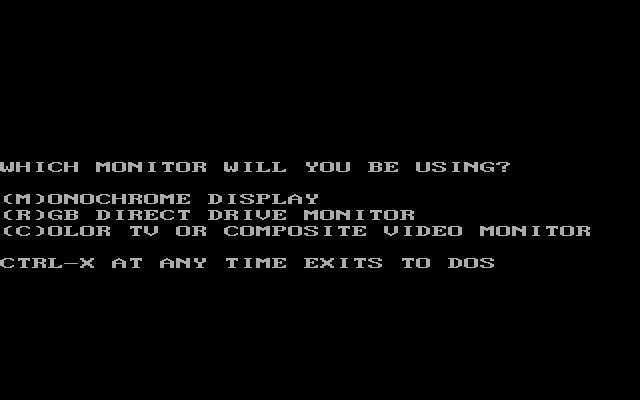 WHICH MONITOR WILL YOU BE USING?
(M)ONOCHROME DISPLAY
(R)GB DIRECT DRIVE MONITOR
(C)OLOR TV OR COMPOSITE VIDEO MONITOR
CTRL-X AT ANY TIME EXITS TO DOS